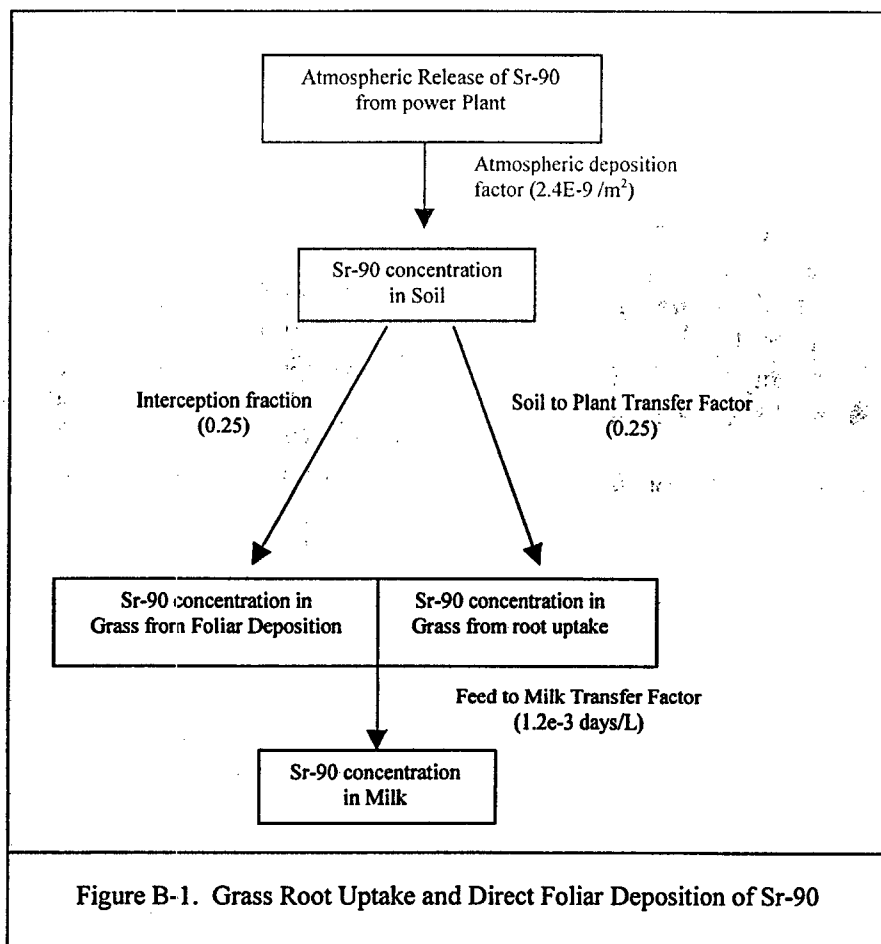 Atmospheric Release of Sr-90
from power Plant
Atmospheric deposition
factor (2.4E-9 /m²)
Sr-90 concentration
in Soil
Interception fraction
(0.25)
Soil to Plant Transfer Factor
(0.25)
Sr-90 concentration in
Grass from Foliar Deposition
Sr-90 concentration in
Grass from root uptake
Feed to Milk Transfer Factor
(1.2e-3 days/L)
Sr-90 concentration
in Milk
Figure B-1. Grass Root Uptake and Direct Foliar Deposition of Sr-90